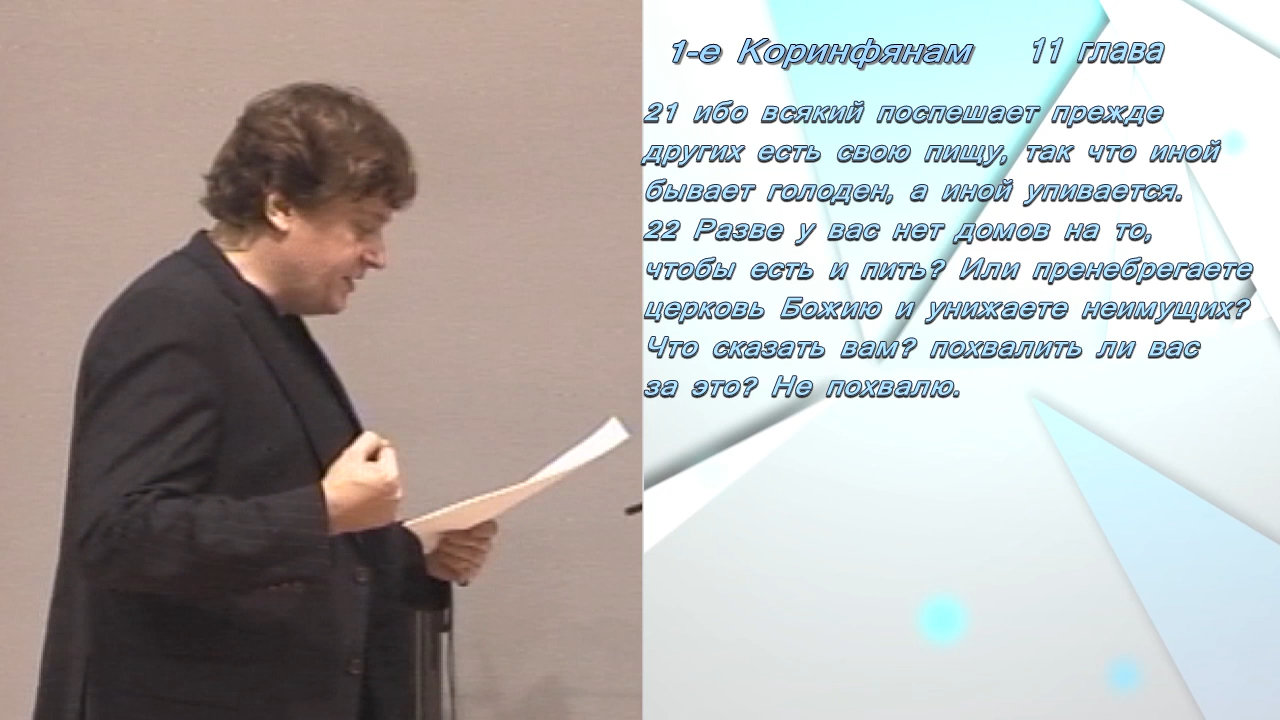 1-е Коринфянам 11 глава
21 ибо всякий поспешает прежде
других есть свою пищу, так что иной
бывает голоден, а иной упивается.
22 Разве у вас нет домов на то,
чтобы есть и пить? Или пренебрегаете
церковь Божию и унижаете неимущих?
Что сказать вам? похвалить ли вас
за это? Не похвалю.